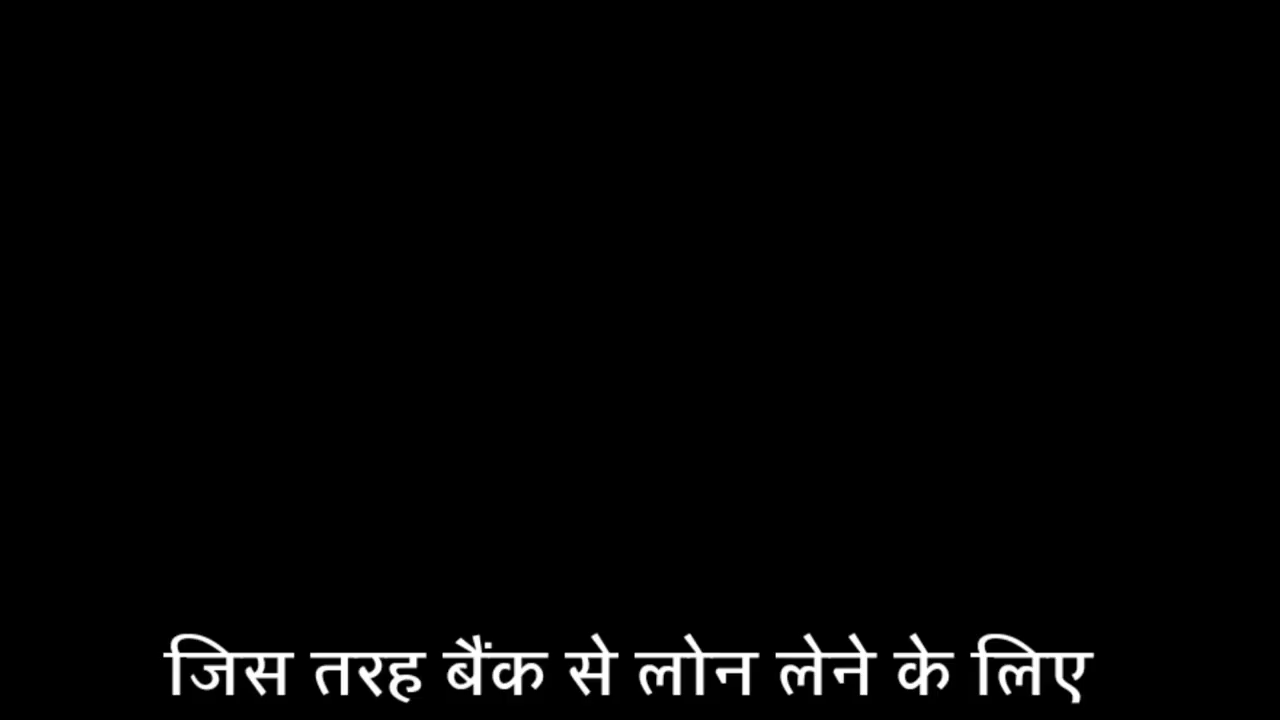 जिस तरह बैंक से लोन लेने के लिए